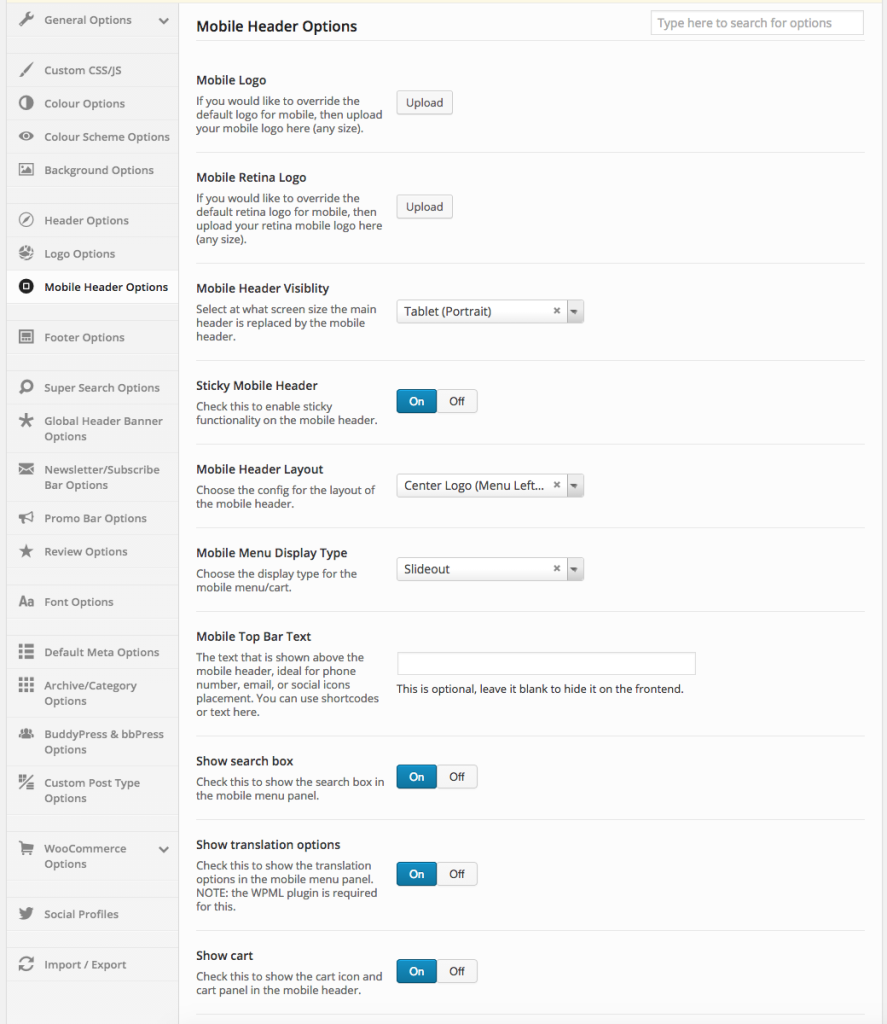 General Options
Custom CSS/JS
Colour Options
Colour Scheme Options
Background Options
Header Options
Logo Options
Mobile Header Options
Footer Options
Super Search Options
Global Header Banner
Options
Newsletter/Subscribe
Bar Options
Promo Bar Options
Review Options
Aa Font Options
Default Meta Options
Archive/Category
Options
BuddyPress & bbPress
Options
Custom Post Type
Options
WooCommerce
Options
Social Profiles
Import / Export
Mobile Header Options
Type here to search for options
Mobile Logo
If you would like to override the
default logo for mobile, then upload
your mobile logo here (any size).
Upload
Mobile Retina Logo
If you would like to override the
default retina logo for mobile, then
upload your retina mobile logo here
(any size).
Upload
Mobile Header Visiblity
Select at what screen size the main
header is replaced by the mobile
header.
Tablet (Portrait)
Sticky Mobile Header
Check this to enable sticky
functionality on the mobile header.
On Off
Mobile Header Layout
Choose the config for the layout of
the mobile header.
Center Logo (Menu Left...
Mobile Menu Display Type
Choose the display type for the
mobile menu/cart.
Slideout
Mobile Top Bar Text
The text that is shown above the
mobile header, ideal for phone
number, email, or social icons
placement. You can use shortcodes
or text here.
This is optional, leave it blank to hide it on the frontend.
Show search box
Check this to show the search box in
the mobile menu panel.
On Off
Show translation options
Check this to show the translation
options in the mobile menu panel.
NOTE: the WPML plugin is required
for this.
On Off
Show cart
Check this to show the cart icon and
cart panel in the mobile header.
On Off